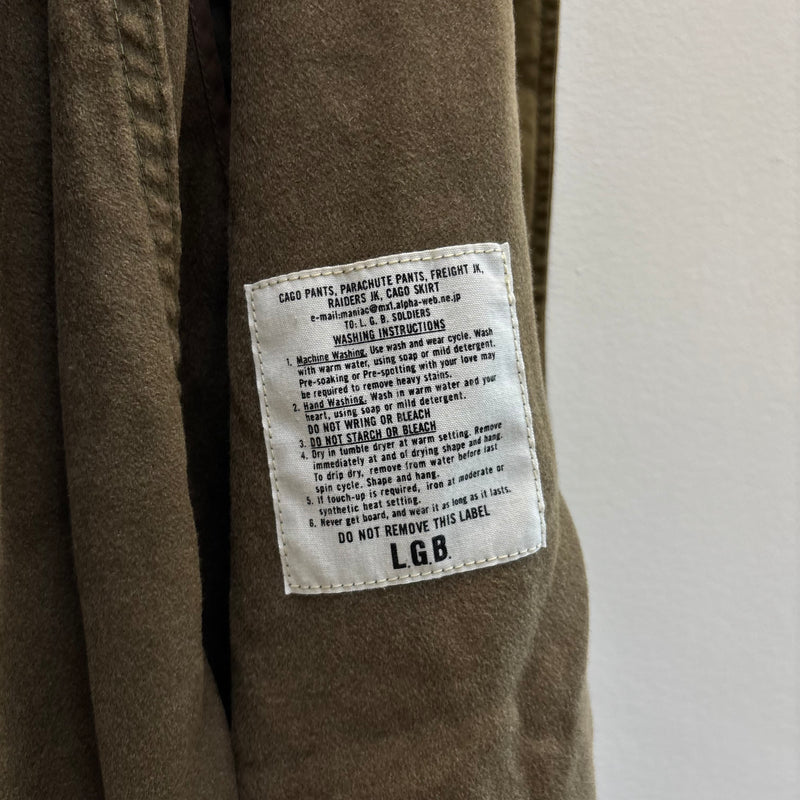 CAGO PANTS, PARACHUTE PANTS, FREIGHT JK,
RAIDERS JK, CAGO SKIRT
e-mail:maniac@mx1.alpha-web.ne.jp
TO: L. G. B. SOLDIERS
WASHING INSTRUCTIONS
1. Machine Washing. Use wash and wear cycle. Wash
with warm water, using soap or mild detergent.
Pre-soaking or Pre-spotting with your love may
be required to remove heavy stains.
2. Hand Washing. Wash in warm water and your
heart, using soap or mild detergent.
DO NOT WRING OR BLEACH
3. DO NOT STARCH OR BLEACH
4. Dry in tumble dryer at warm setting. Remove
immediately at and of drying shape and hang.
To drip dry, remove from water before last
spin cycle. Shape and hang.
5. If touch-up is required, iron at moderate or
synthetic heat setting.
6. Never get board, and wear it as long as it lasts.
DO NOT REMOVE THIS LABEL
L.G.B.